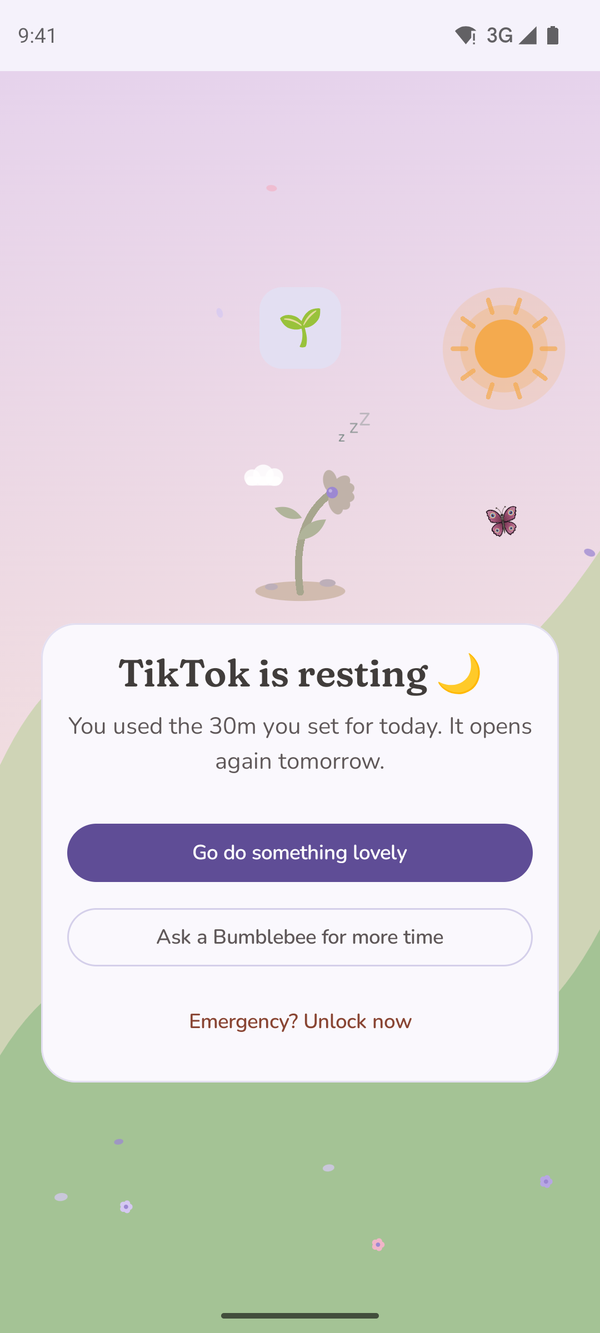 9:41
3G
z z Z
TikTok is resting 🌙
You used the 30m you set for today. It opens
again tomorrow.
Go do something lovely
Ask a Bumblebee for more time
Emergency? Unlock now